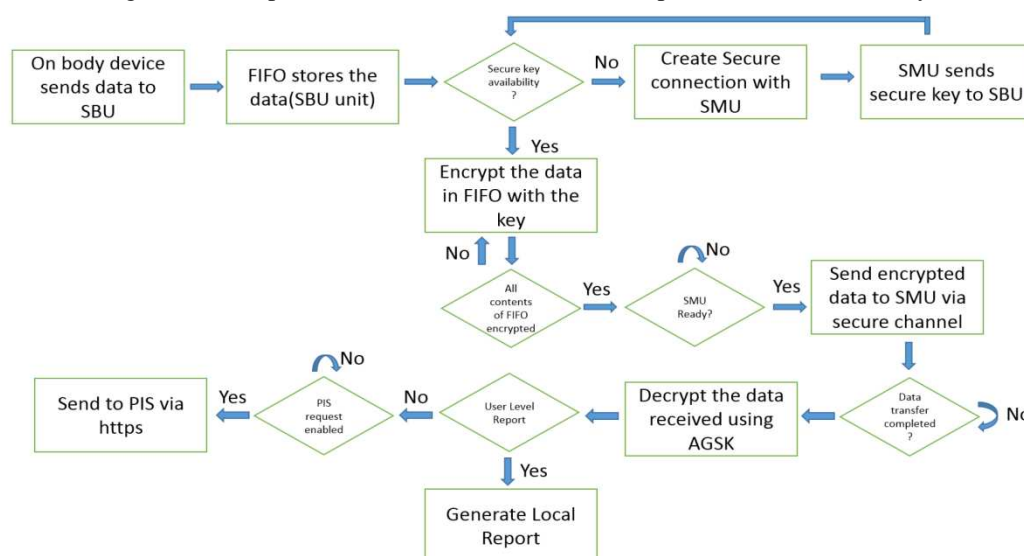 On body device
sends data to
SBU
FIFO stores the
data(SBU unit)
Secure key
availability
?
No
Create Secure
connection with
SMU
SMU sends
secure key to SBU
Yes
Encrypt the data
in FIFO with the
key
No
All
contents
of FIFO
encrypted
Yes
No
SMU
Ready?
Yes
Send encrypted
data to SMU via
secure channel
Data
transfer
completed
?
No
Decrypt the data
received using
AGSK
User Level
Report
No
Yes
Generate Local
Report
No
PIS
request
enabled
Yes
Send to PIS via
https